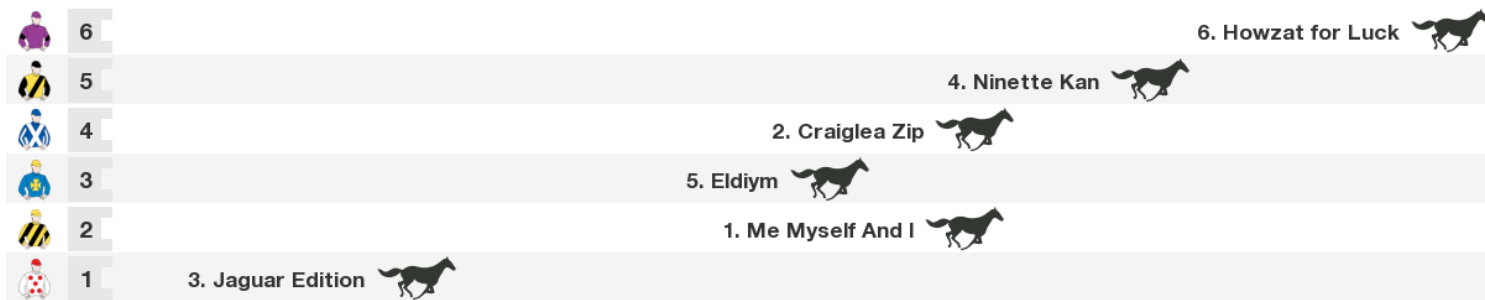 6 6. Howzat for Luck
5 4. Ninette Kan
4 2. Craiglea Zip
3 5. Eldiym
2 1. Me Myself And I
1 3. Jaguar Edition